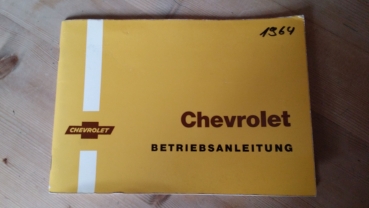 1964
Chevrolet
CHEVROLET
BETRIEBSANLEITUNG